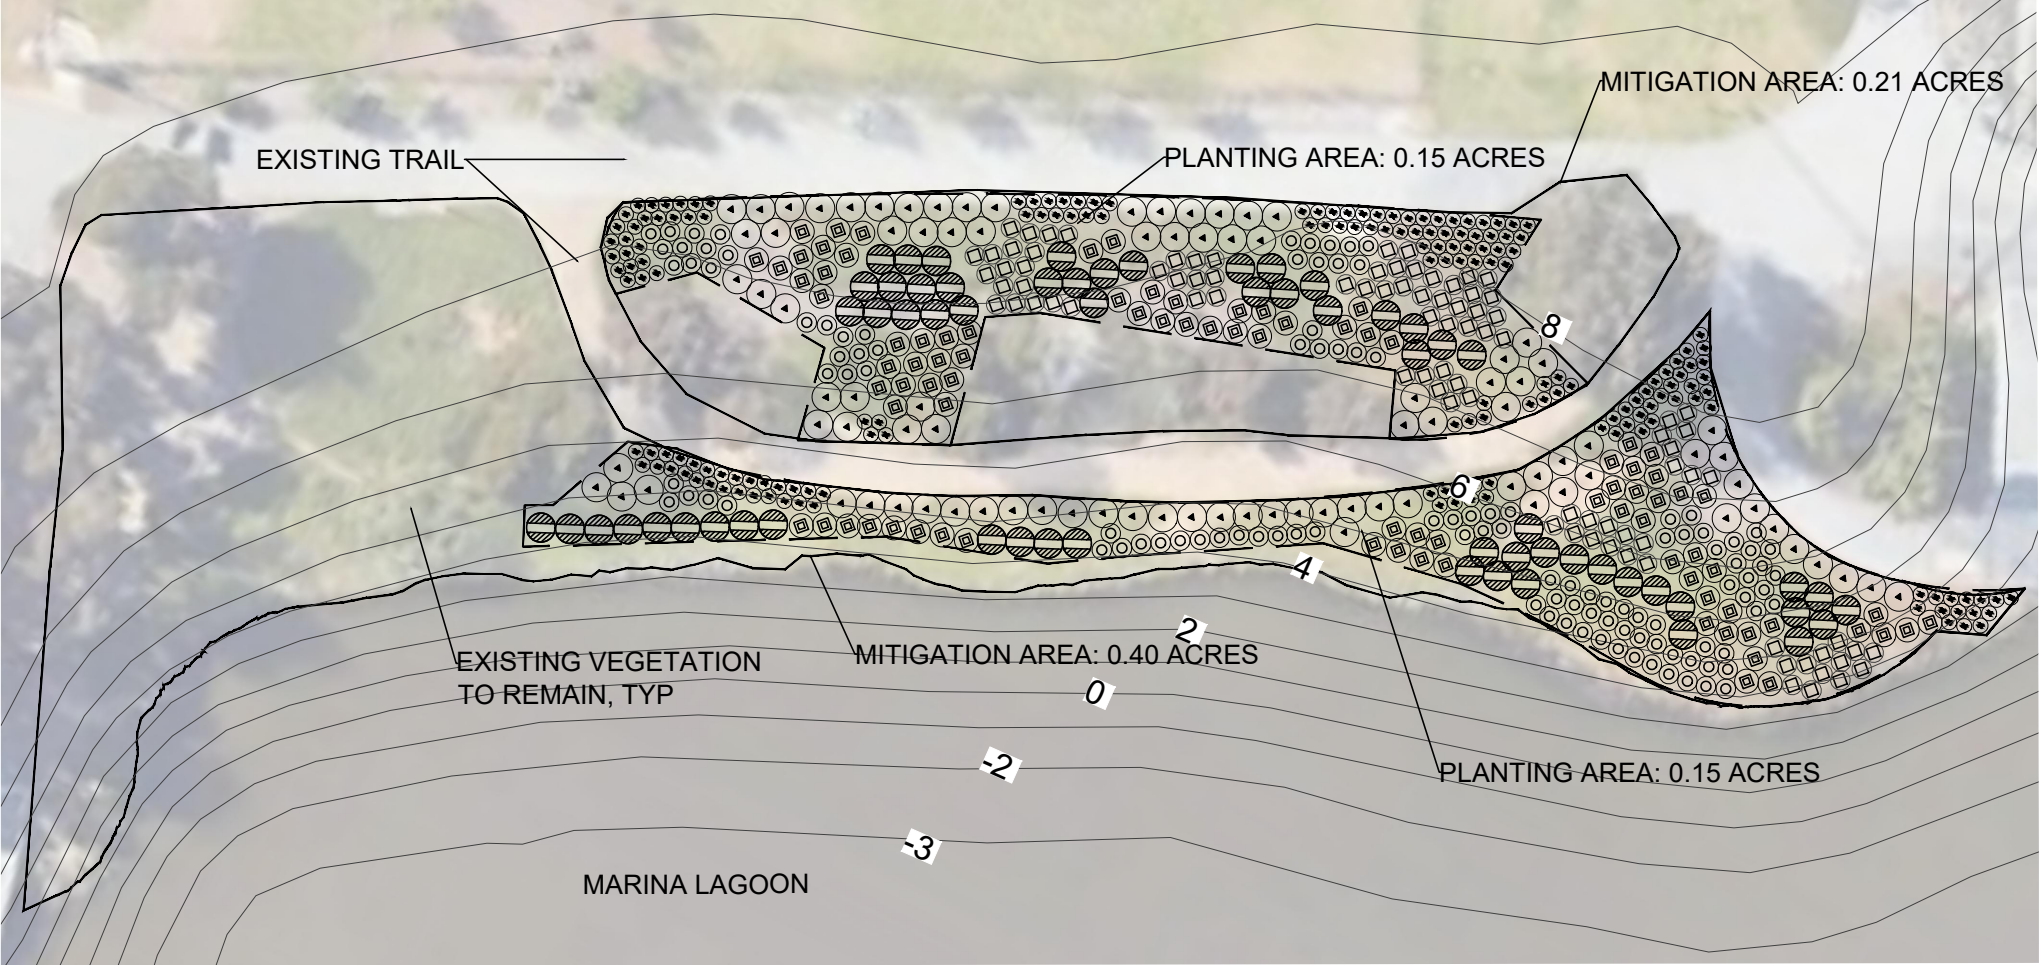 MITIGATION AREA: 0.21 ACRES
EXISTING TRAIL
PLANTING AREA: 0.15 ACRES
8
6
4
2
MITIGATION AREA: 0.40 ACRES
EXISTING VEGETATION
TO REMAIN, TYP
0
-2
PLANTING AREA: 0.15 ACRES
-3
MARINA LAGOON